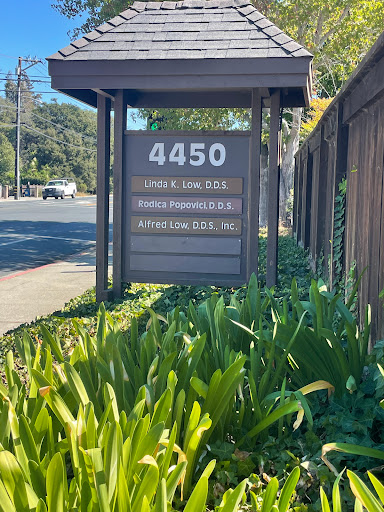 4450
Linda K. Low, D.D.S.
Rodica Popovici, D.D.S.
Alfred Low, D.D.S., Inc.